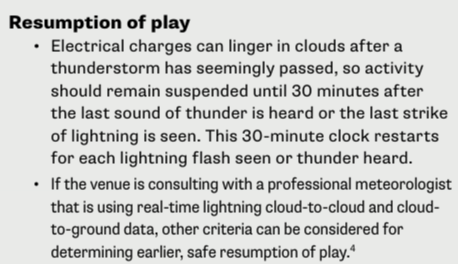 Resumption of play
• Electrical charges can linger in clouds after a
thunderstorm has seemingly passed, so activity
should remain suspended until 30 minutes after
the last sound of thunder is heard or the last strike
of lightning is seen. This 30-minute clock restarts
for each lightning flash seen or thunder heard.
• If the venue is consulting with a professional meteorologist
that is using real-time lightning cloud-to-cloud and cloud-
to-ground data, other criteria can be considered for
determining earlier, safe resumption of play.⁴